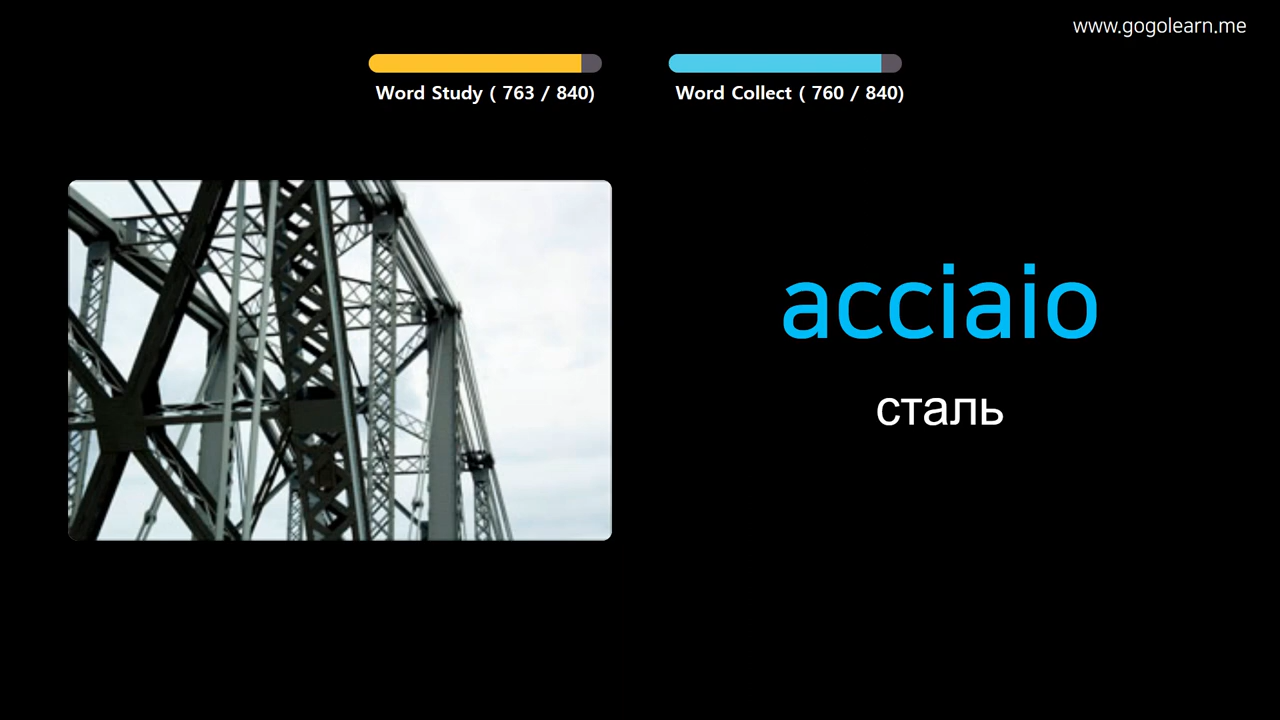 www.gogolearn.me
Word Study ( 763 / 840)
Word Collect ( 760 / 840)
acciaio
сталь